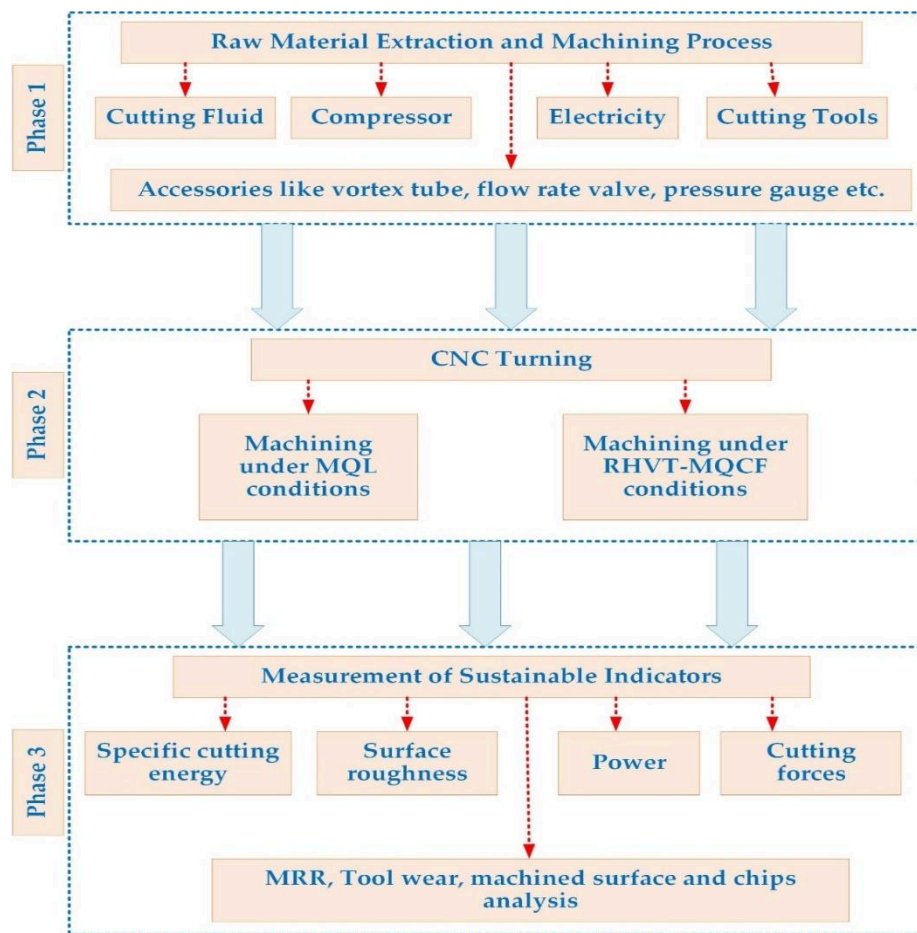 Phase 1
Raw Material Extraction and Machining Process
Cutting Fluid
Compressor
Electricity
Cutting Tools
Accessories like vortex tube, flow rate valve, pressure gauge etc.
Phase 2
CNC Turning
Machining
under MQL
conditions
Machining under
RHVT-MQCF
conditions
Phase 3
Measurement of Sustainable Indicators
Specific cutting
energy
Surface
roughness
Power
Cutting
forces
MRR, Tool wear, machined surface and chips
analysis